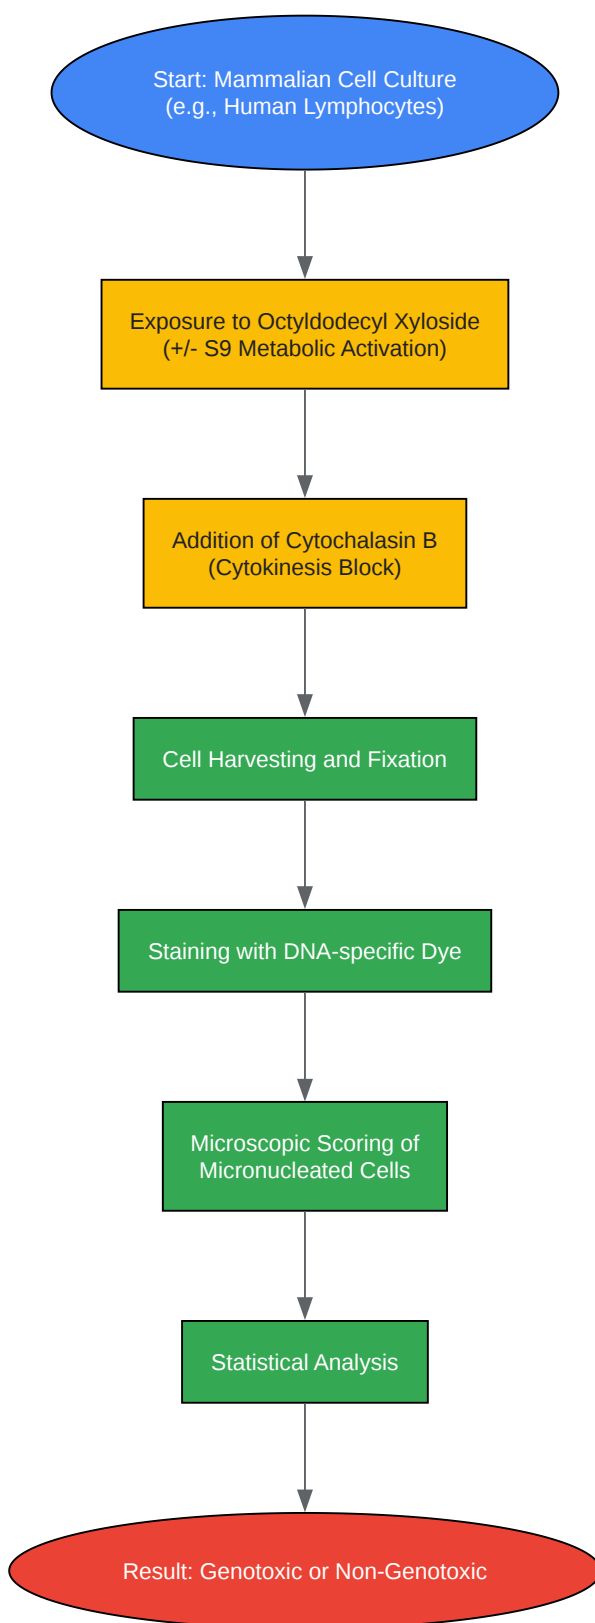 Start: Mammalian Cell Culture
(e.g., Human Lymphocytes)
Exposure to Octyldodecyl Xyloside
(+/- S9 Metabolic Activation)
Addition of Cytochalasin B
(Cytokinesis Block)
Cell Harvesting and Fixation
Staining with DNA-specific Dye
Microscopic Scoring of
Micronucleated Cells
Statistical Analysis
Result: Genotoxic or Non-Genotoxic